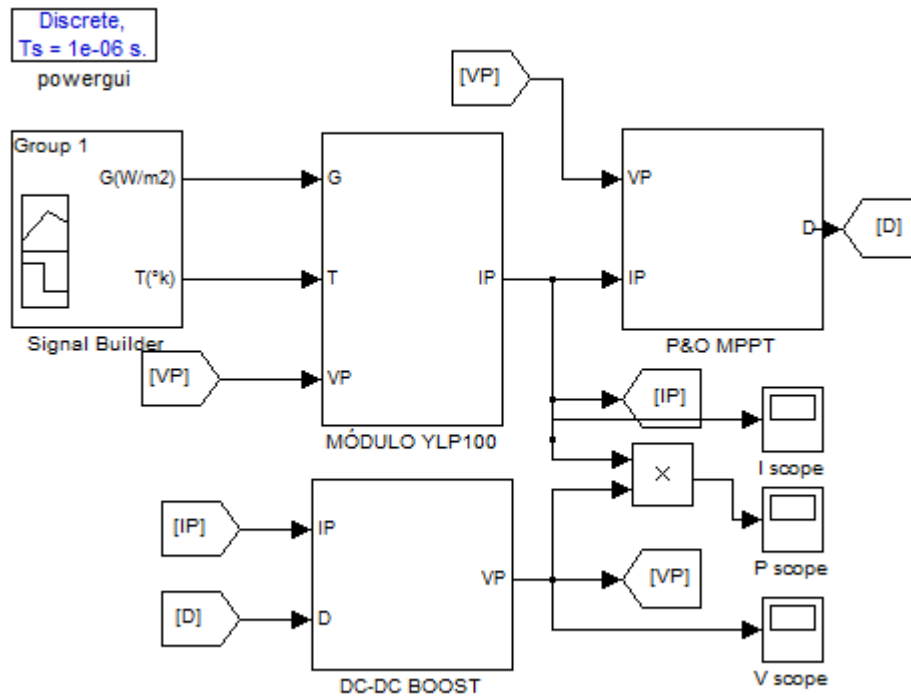 Discrete,
Ts = 1e-06 s.
powergui
[VP]
Group 1
G(W/m2)
T(°k)
Signal Builder
[VP]
G
T
VP
IP
MÓDULO YLP100
VP
IP
D
P&O MPPT
[D]
[IP]
I scope
×
P scope
[IP]
[D]
IP
D
VP
DC-DC BOOST
[VP]
V scope